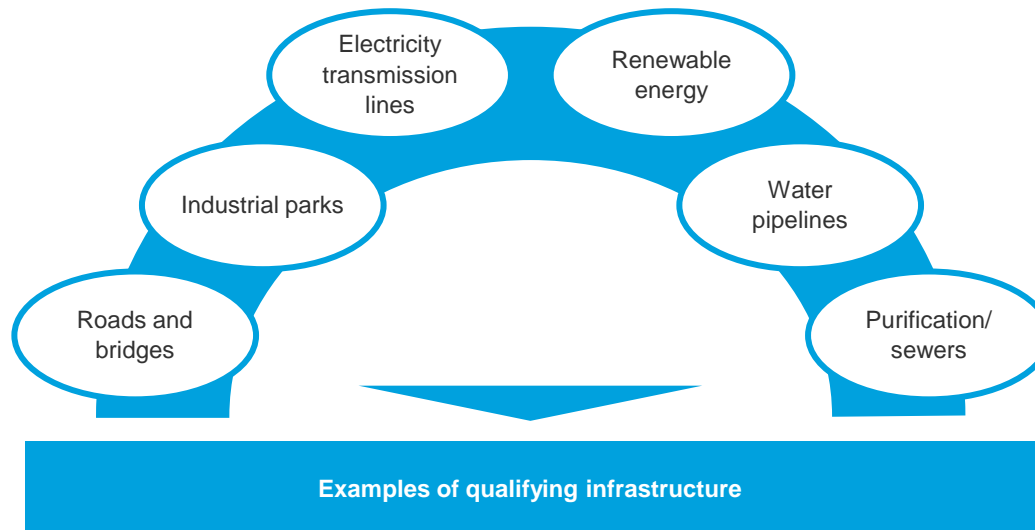 Electricity
transmission
lines
Renewable
energy
Industrial parks
Water
pipelines
Roads and
bridges
Purification/
sewers
Examples of qualifying infrastructure